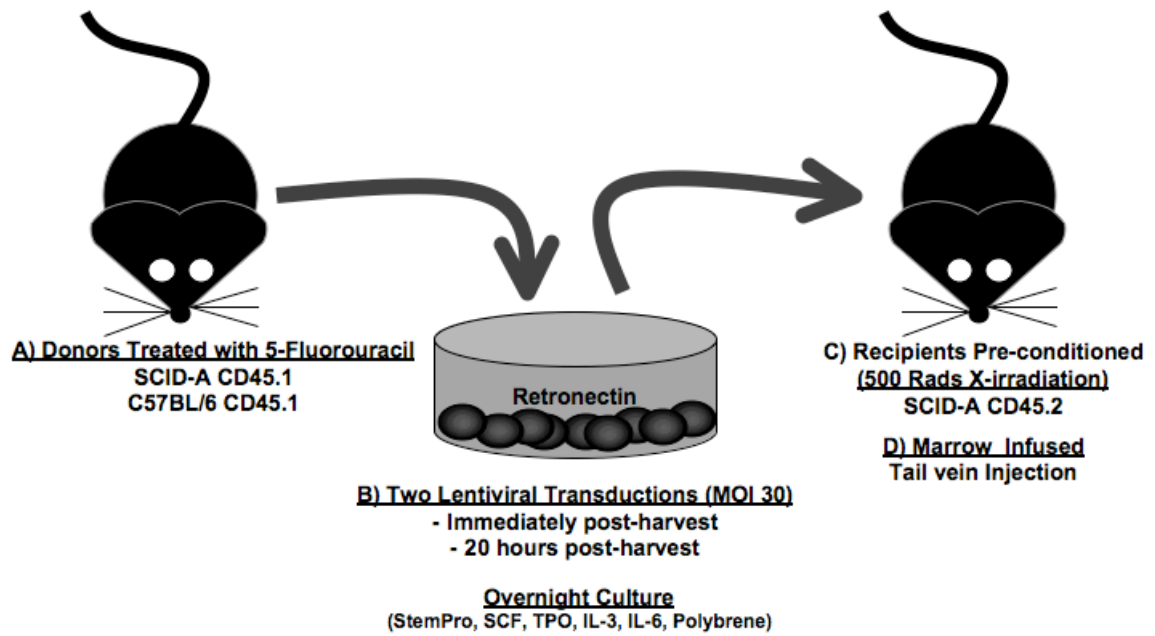 A) Donors Treated with 5-Fluorouracil
SCID-A CD45.1
C57BL/6 CD45.1
Retronectin
B) Two Lentiviral Transductions (MOI 30)
- Immediately post-harvest
- 20 hours post-harvest
Overnight Culture
(StemPro, SCF, TPO, IL-3, IL-6, Polybrene)
C) Recipients Pre-conditioned
(500 Rads X-irradiation)
SCID-A CD45.2
D) Marrow Infused
Tail vein Injection